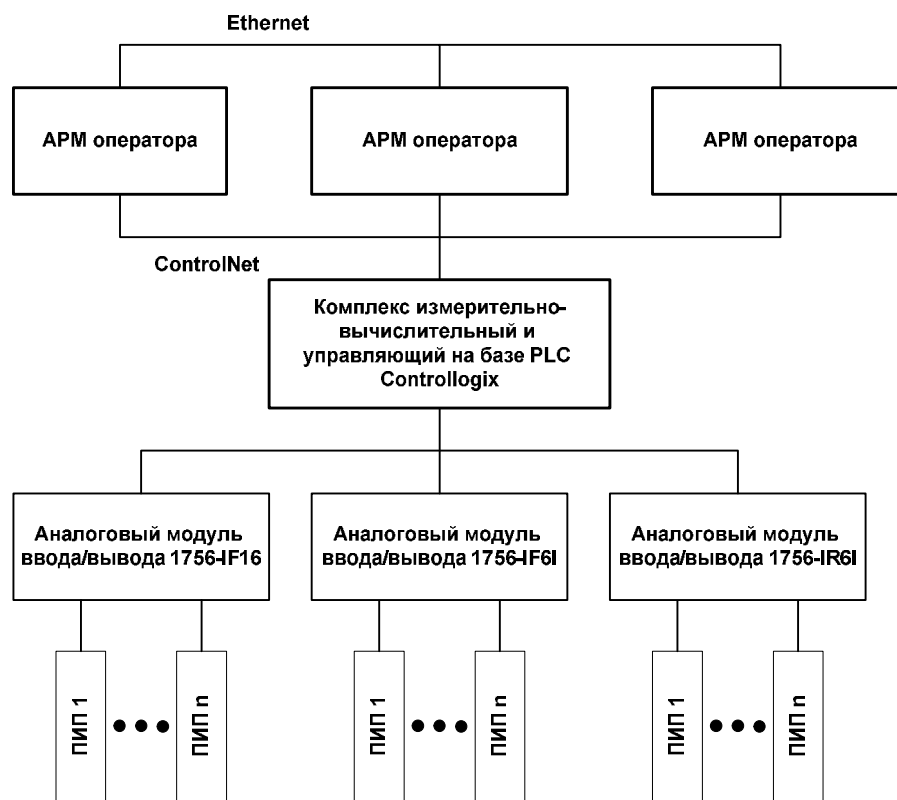 Ethernet
АРМ оператора
АРМ оператора
АРМ оператора
ControlNet
Комплекс измерительно-
вычислительный и
управляющий на базе PLC
Controllogix
Аналоговый модуль
ввода/вывода 1756-IF16
Аналоговый модуль
ввода/вывода 1756-IF6I
Аналоговый модуль
ввода/вывода 1756-IR6I
ПИП 1
ПИП n
ПИП 1
ПИП n
ПИП 1
ПИП n